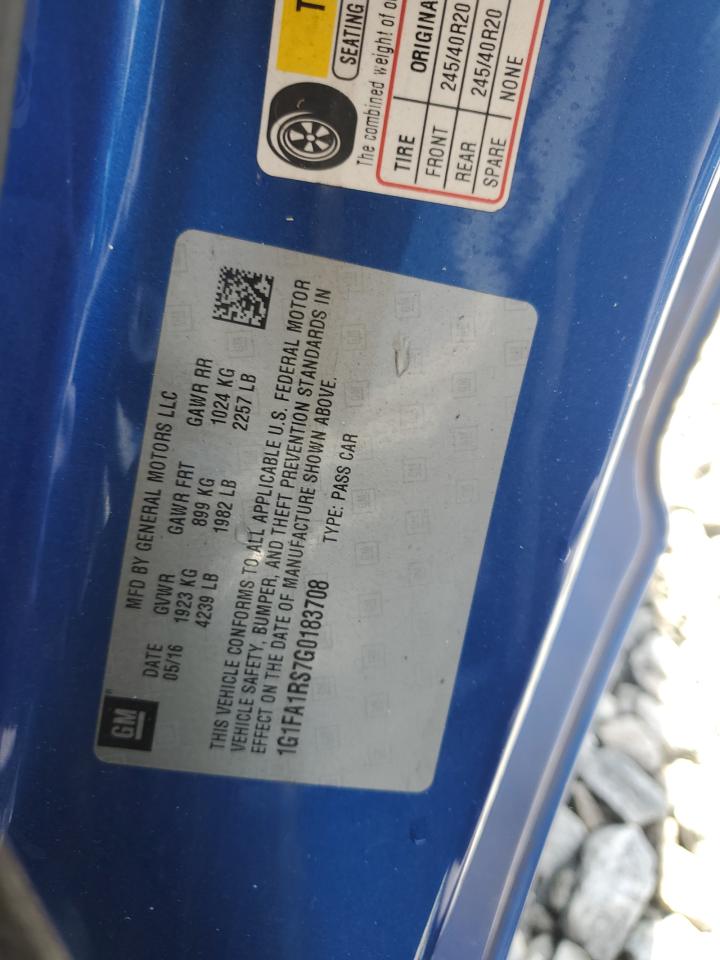 T
SEATING
The combined weight of oc
TIRE ORIGINA
FRONT 245/40R20
REAR 245/40R20
SPARE NONE
GM
MFD BY GENERAL MOTORS LLC
DATE GVWR GAWR FRT GAWR RR
05/16 1923 KG 899 KG 1024 KG
4239 LB 1982 LB 2257 LB
THIS VEHICLE CONFORMS TO ALL APPLICABLE U.S. FEDERAL MOTOR
VEHICLE SAFETY, BUMPER, AND THEFT PREVENTION STANDARDS IN
EFFECT ON THE DATE OF MANUFACTURE SHOWN ABOVE.
1G1FA1RS7G0183708 TYPE: PASS CAR